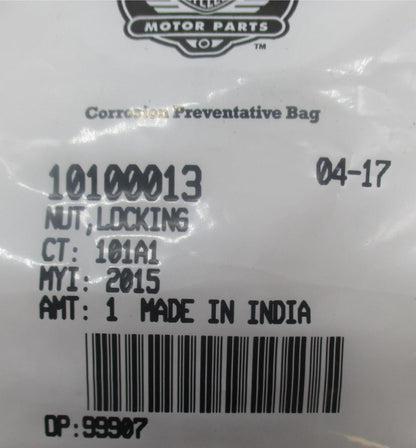 MOTOR PARTS
TM
Corrosion Preventative Bag
10100013 04-17
NUT,LOCKING
CT: 101A1
MYI: 2015
AMT: 1 MADE IN INDIA
OP:99907